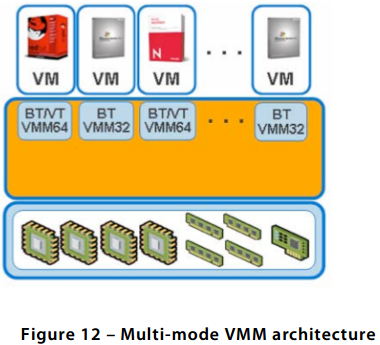 VM VM VM . . . VM
BT/VT BT BT/VT . . . BT
VMM64 VMM32 VMM64 VMM32
Figure 12 – Multi-mode VMM architecture